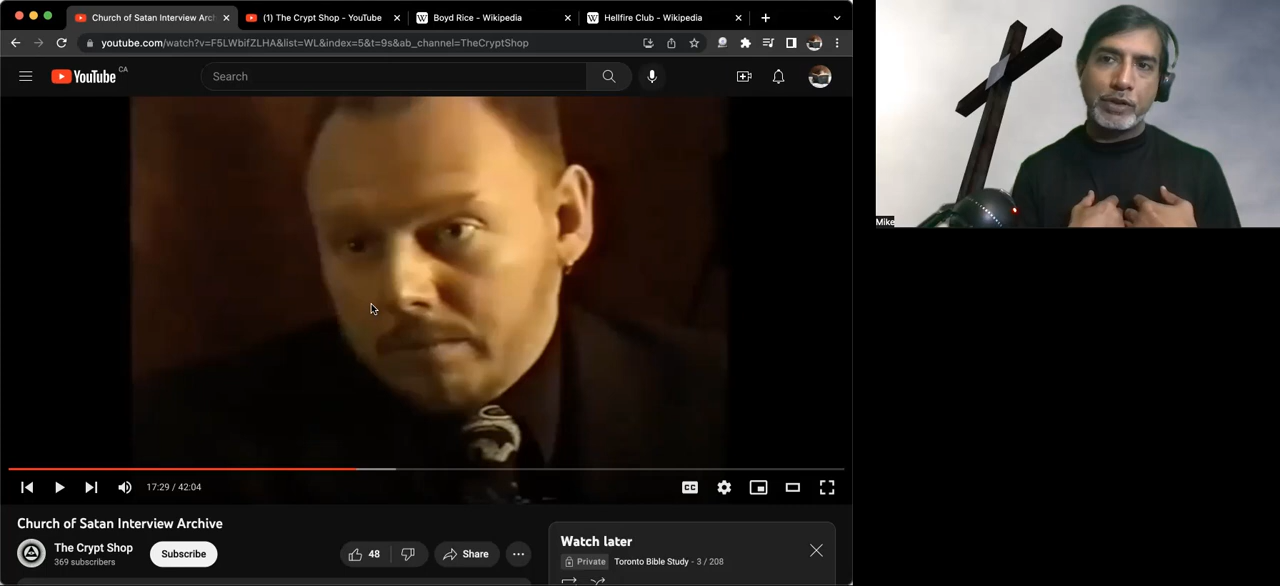 Church of Satan Interview Arch
(1) The Crypt Shop - YouTube
Boyd Rice - Wikipedia
Hellfire Club - Wikipedia
youtube.com/watch?v=F5LWbifZLHA&list=WL&index=5&t=9s&ab_channel=TheCryptShop
YouTube CA
Search
Mike
CC
17:29 / 42:04
Church of Satan Interview Archive
The Crypt Shop
369 subscribers
Subscribe
48
Share
Watch later
Private
Toronto Bible Study - 3 / 208